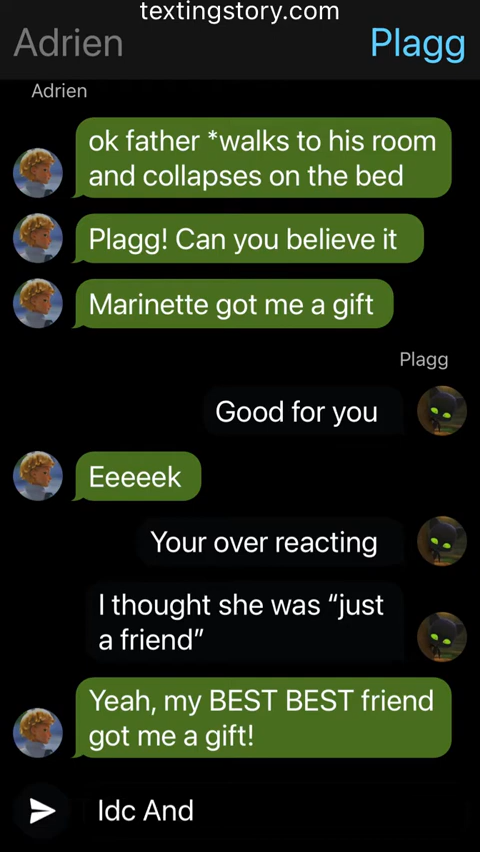 textingstory.com
Adrien Plagg
Adrien
ok father *walks to his room
and collapses on the bed
Plagg! Can you believe it
Marinette got me a gift
Plagg
Good for you
Eeeeek
Your over reacting
I thought she was “just
a friend”
Yeah, my BEST BEST friend
got me a gift!
Idc And